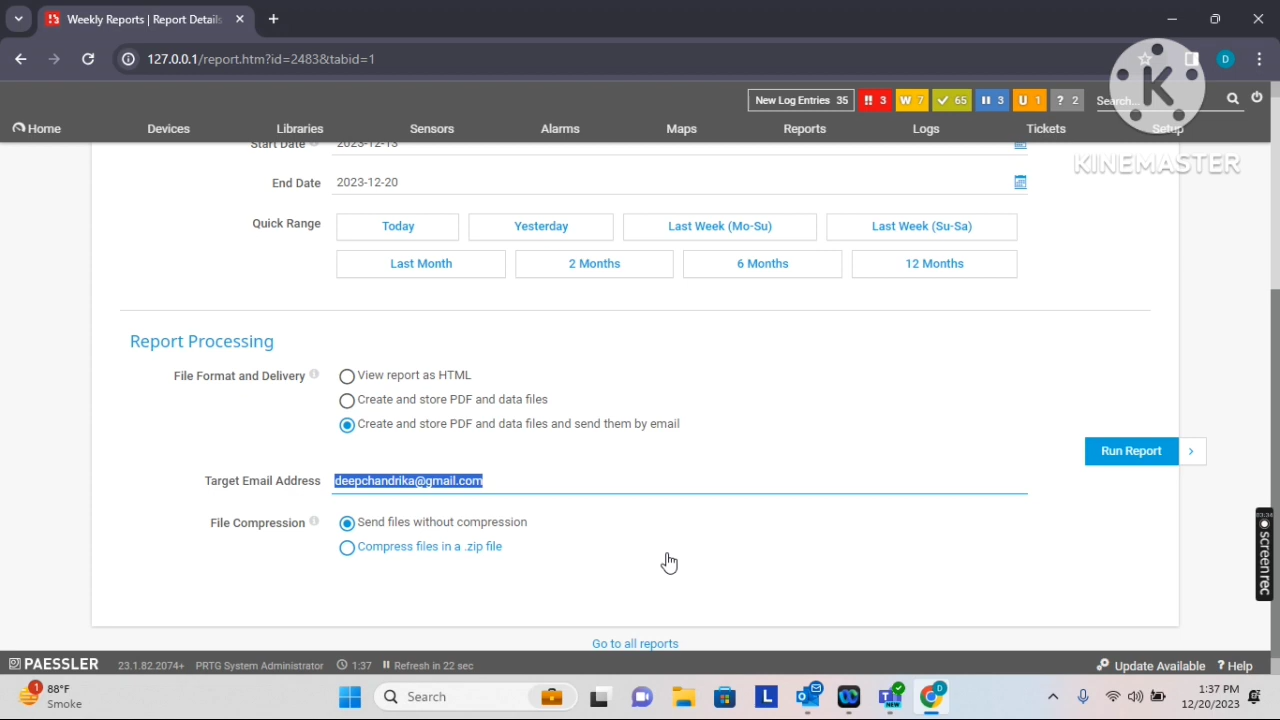 Weekly Reports | Report Details
127.0.0.1/report.htm?id=2483&tabid=1
New Log Entries 35 !! 3 W 7 65 3 U 1 ? 2 Search...
Home Devices Libraries Sensors Alarms Maps Reports Logs Tickets Setup
K
KINEMASTER
Start Date 2023-12-13
End Date 2023-12-20
Quick Range Today Yesterday Last Week (Mo-Su) Last Week (Su-Sa)
Last Month 2 Months 6 Months 12 Months
Report Processing
File Format and Delivery View report as HTML
Create and store PDF and data files
Create and store PDF and data files and send them by email
Run Report
Target Email Address deepchandrika@gmail.com
File Compression Send files without compression
Compress files in a .zip file
screen rec
Go to all reports
PAESSLER 23.1.82.2074+ PRTG System Administrator 1:37 Refresh in 22 sec Update Available ? Help
88°F
Smoke
Search
1:37 PM
12/20/2023